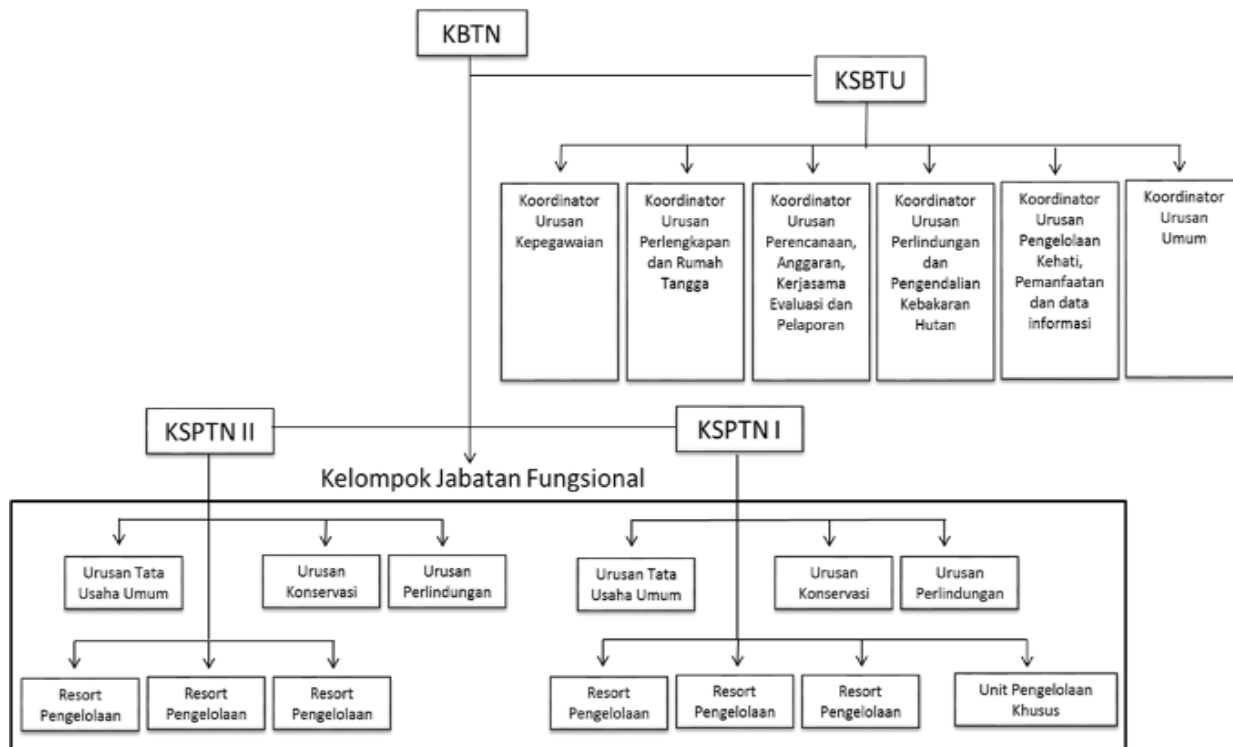 KBTN
KSBTU
Koordinator
Urusan
Kepegawaian
Koordinator
Urusan
Perlengkapan
dan Rumah
Tangga
Koordinator
Urusan
Perencanaan,
Anggaran,
Kerjasama
Evaluasi dan
Pelaporan
Koordinator
Urusan
Perlindungan
dan
Pengendalian
Kebakaran
Hutan
Koordinator
Urusan
Pengelolaan
Kehati,
Pemanfaatan
dan data
informasi
Koordinator
Urusan
Umum
KSPTN II
KSPTN I
Kelompok Jabatan Fungsional
Urusan Tata
Usaha Umum
Urusan
Konservasi
Urusan
Perlindungan
Urusan Tata
Usaha Umum
Urusan
Konservasi
Urusan
Perlindungan
Resort
Pengelolaan
Resort
Pengelolaan
Resort
Pengelolaan
Resort
Pengelolaan
Resort
Pengelolaan
Resort
Pengelolaan
Unit Pengelolaan
Khusus